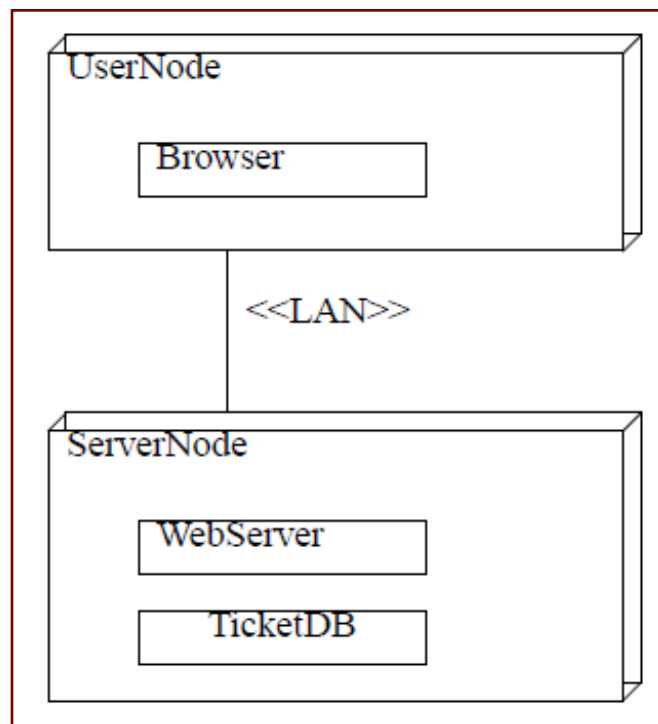 UserNode
Browser
<<LAN>>
ServerNode
WebServer
TicketDB